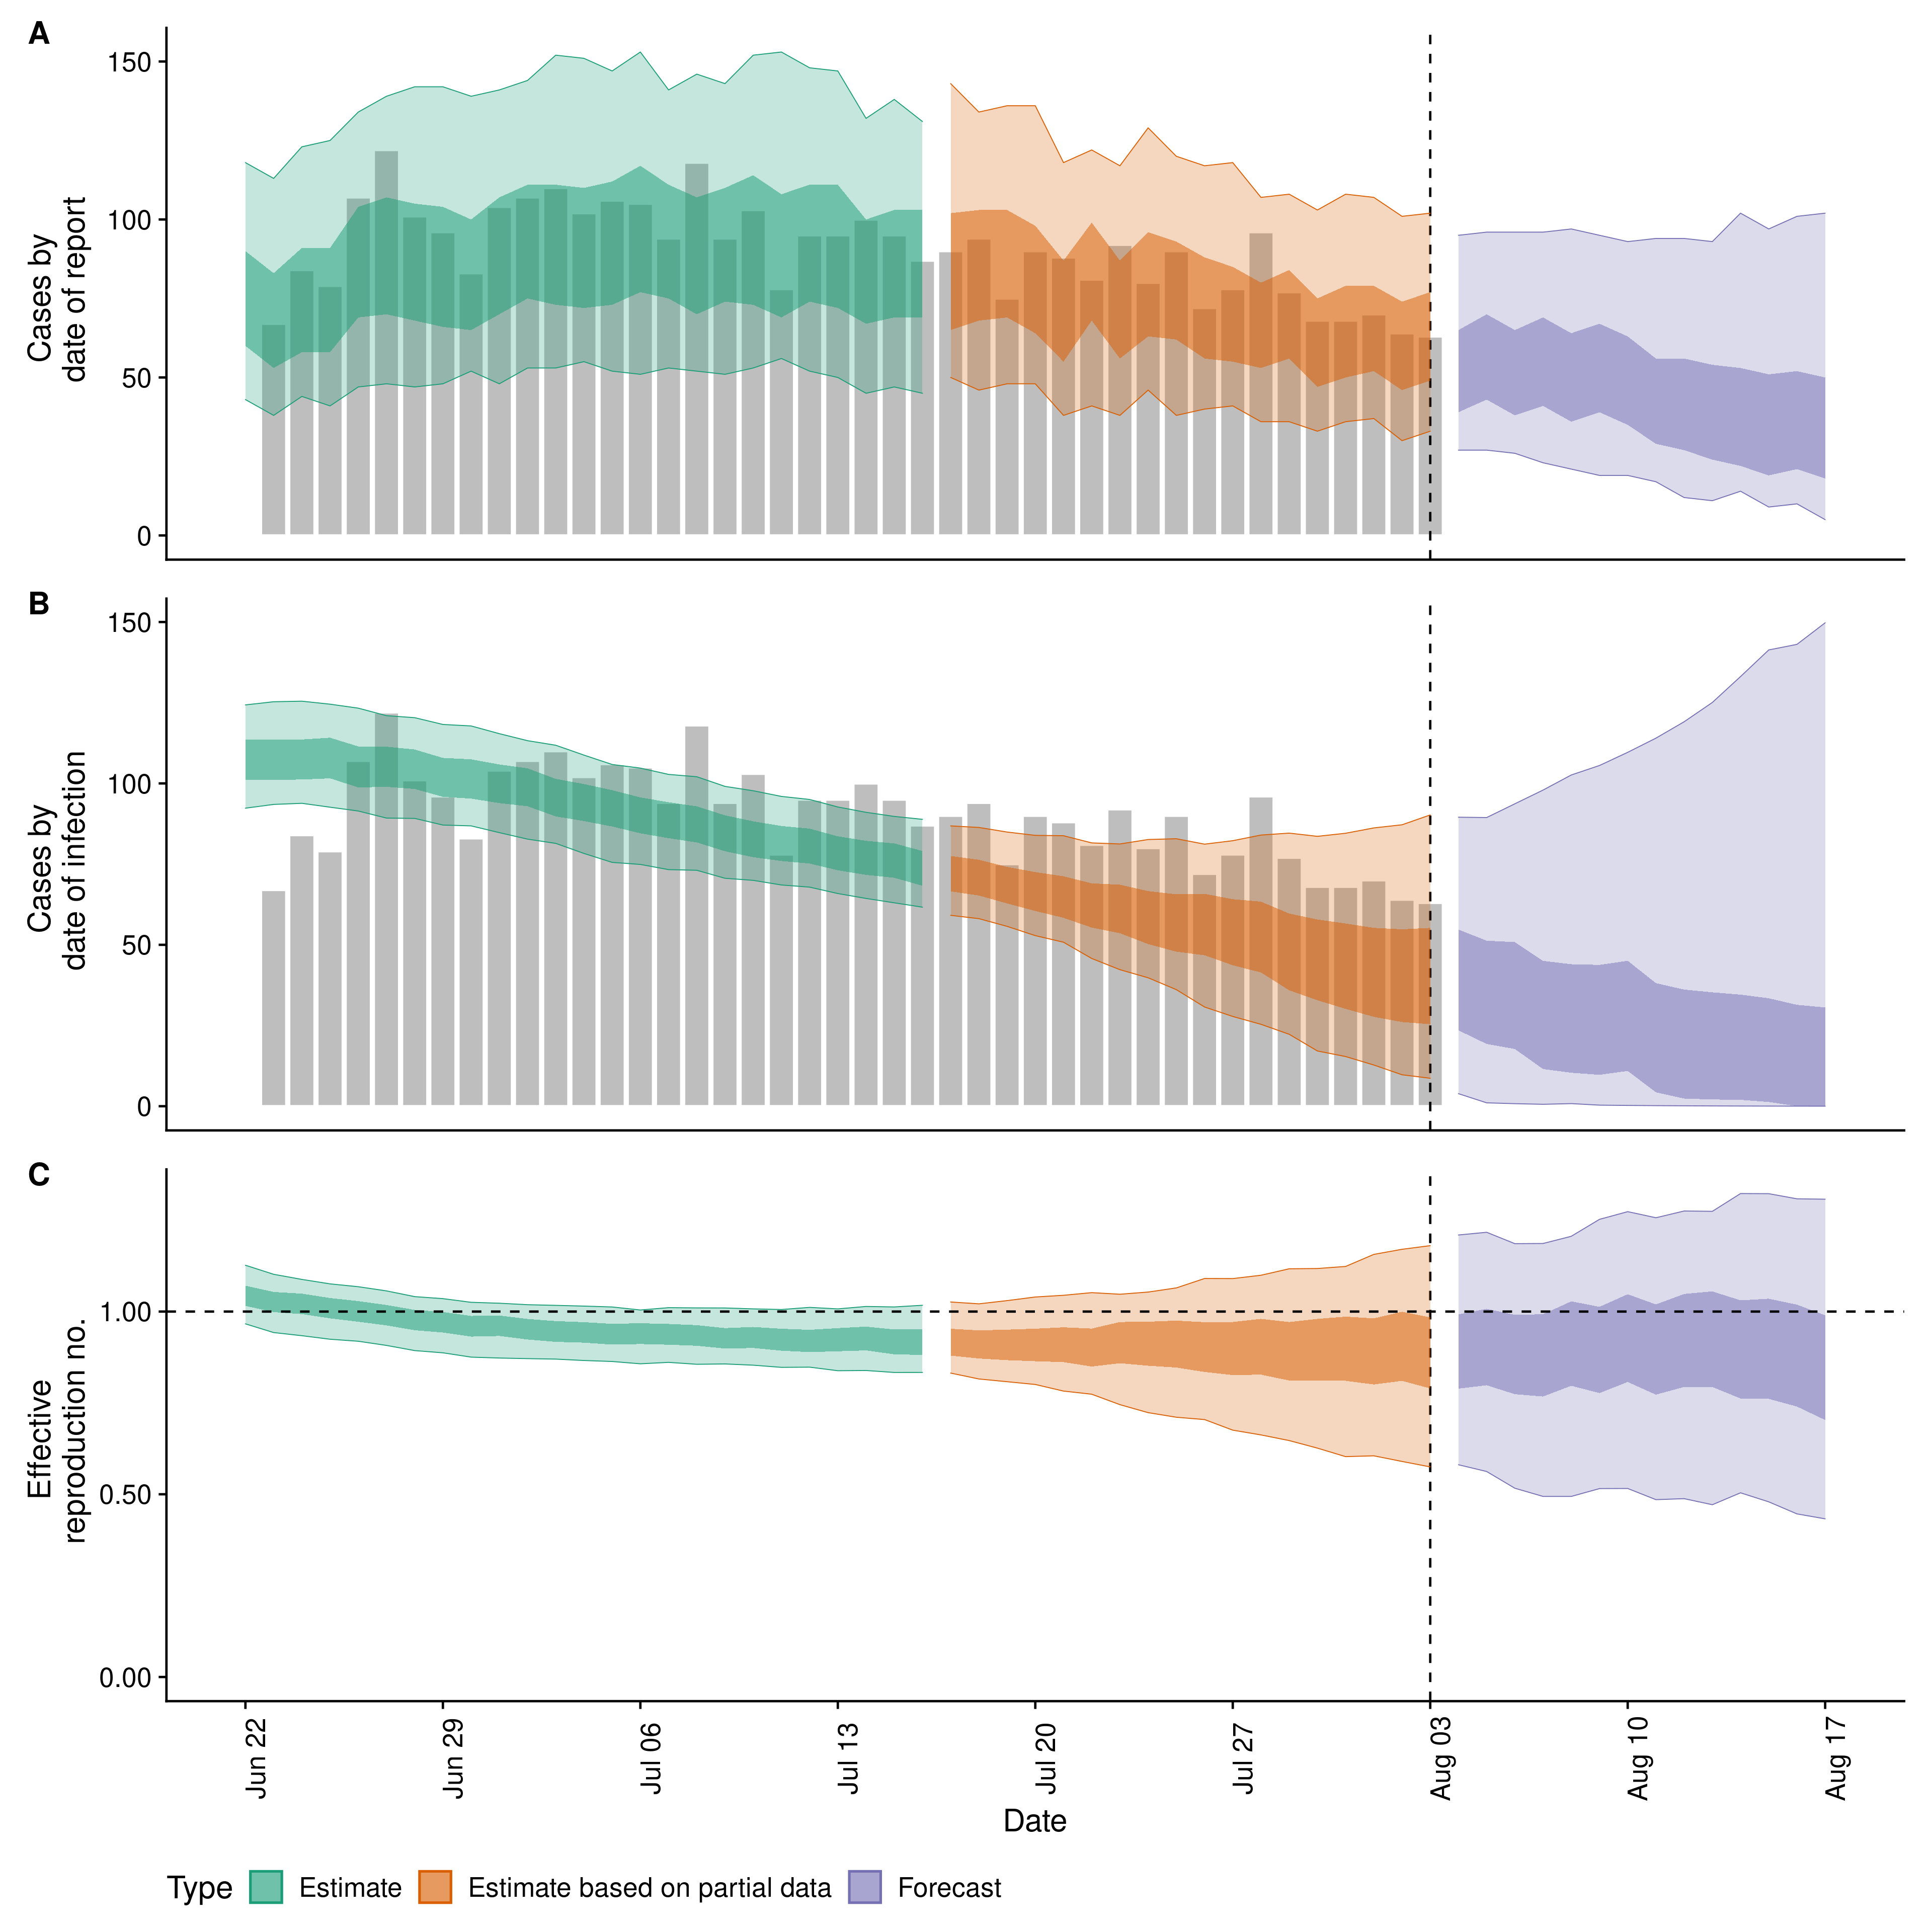 A
150
100
50
0
Cases by
date of report
B
150
100
50
0
Cases by
date of infection
C
1.00
0.50
0.00
Effective
reproduction no.
Jun 22
Jun 29
Jul 06
Jul 13
Jul 20
Jul 27
Aug 03
Aug 10
Aug 17
Date
Type Estimate Estimate based on partial data Forecast